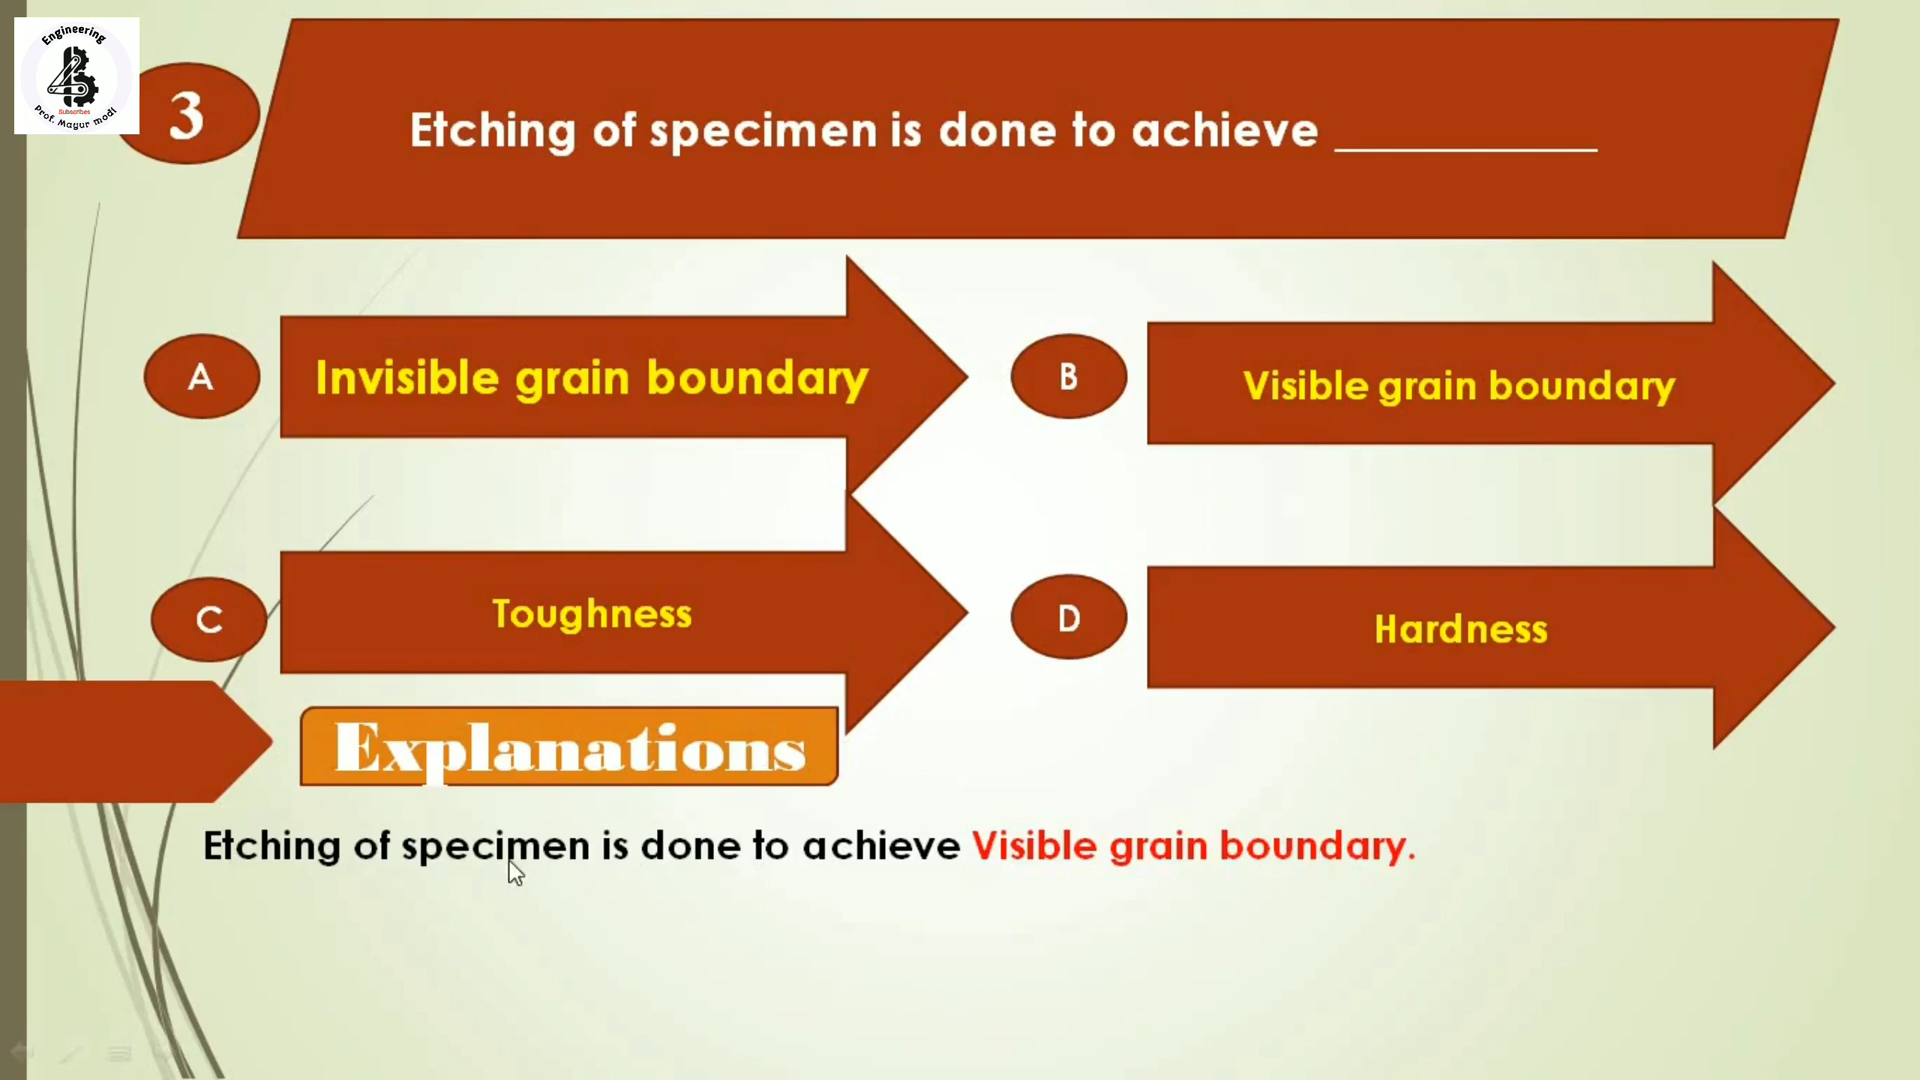 Engineering
Subscribes
Prof. Mayur modi
3
Etching of specimen is done to achieve ___________
A
Invisible grain boundary
B
Visible grain boundary
C
Toughness
D
Hardness
Explanations
Etching of specimen is done to achieve Visible grain boundary.